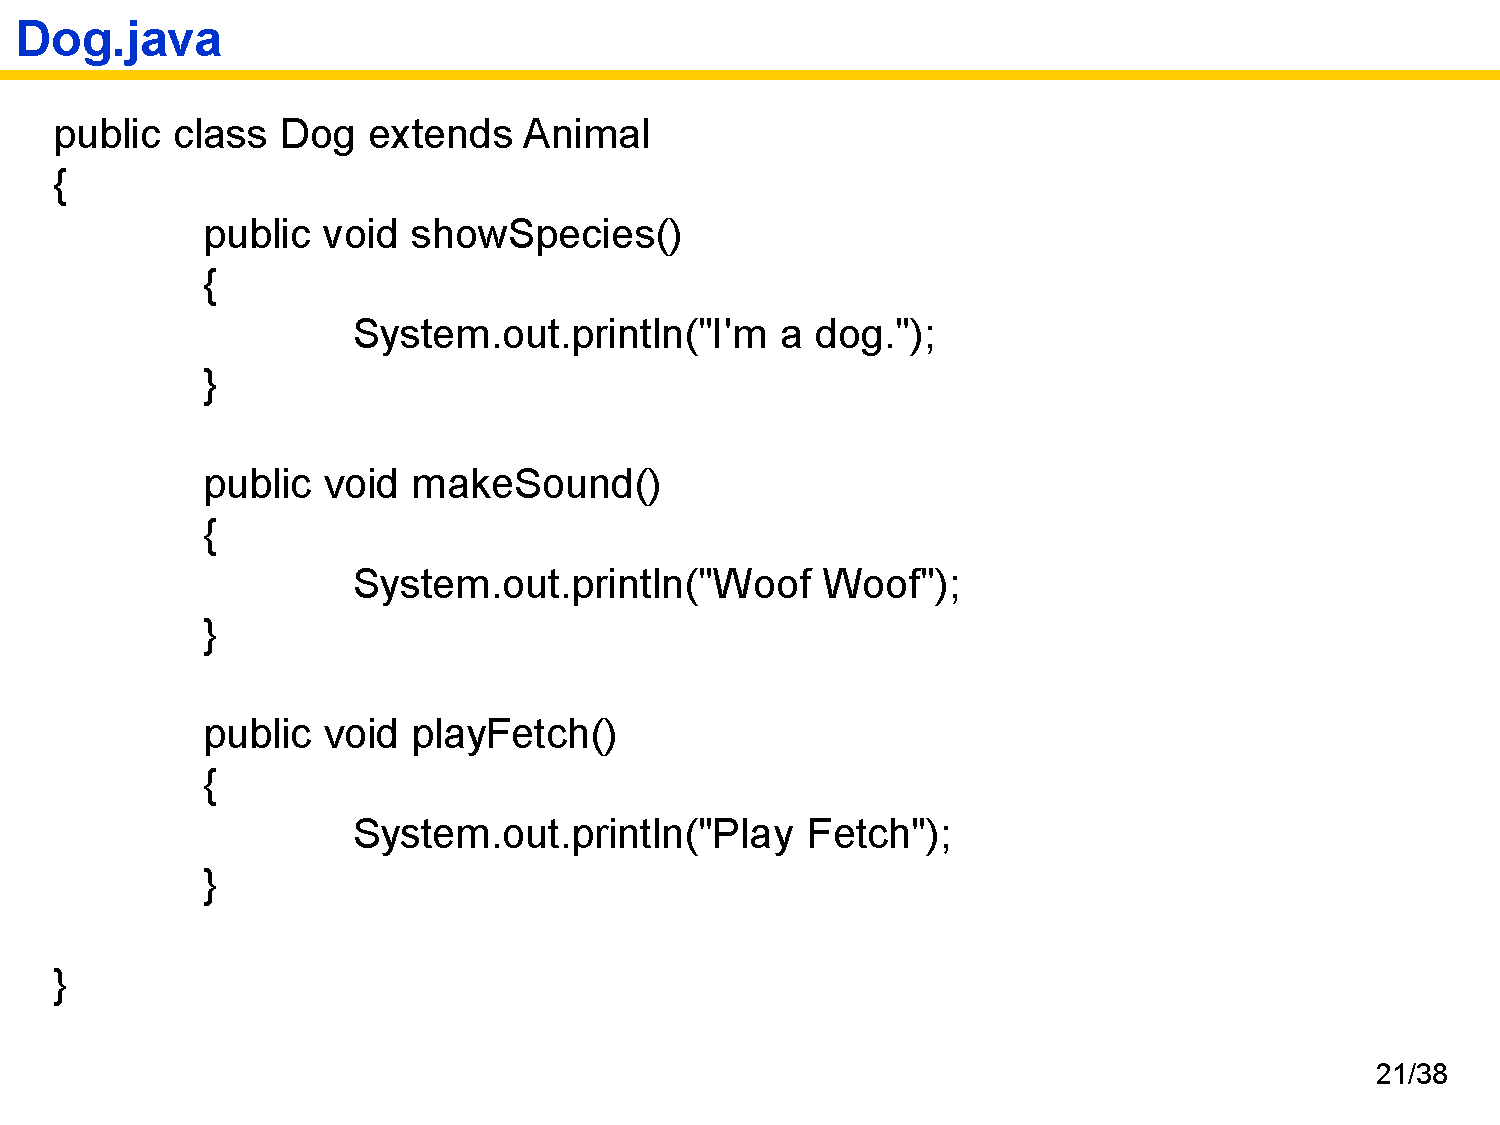 Dog.java
public class Dog extends Animal
{
public void showSpecies()
{
System.out.println("I'm a dog.");
}
public void makeSound()
{
System.out.println("Woof Woof");
}
public void playFetch()
{
System.out.println("Play Fetch");
}
}
21/38